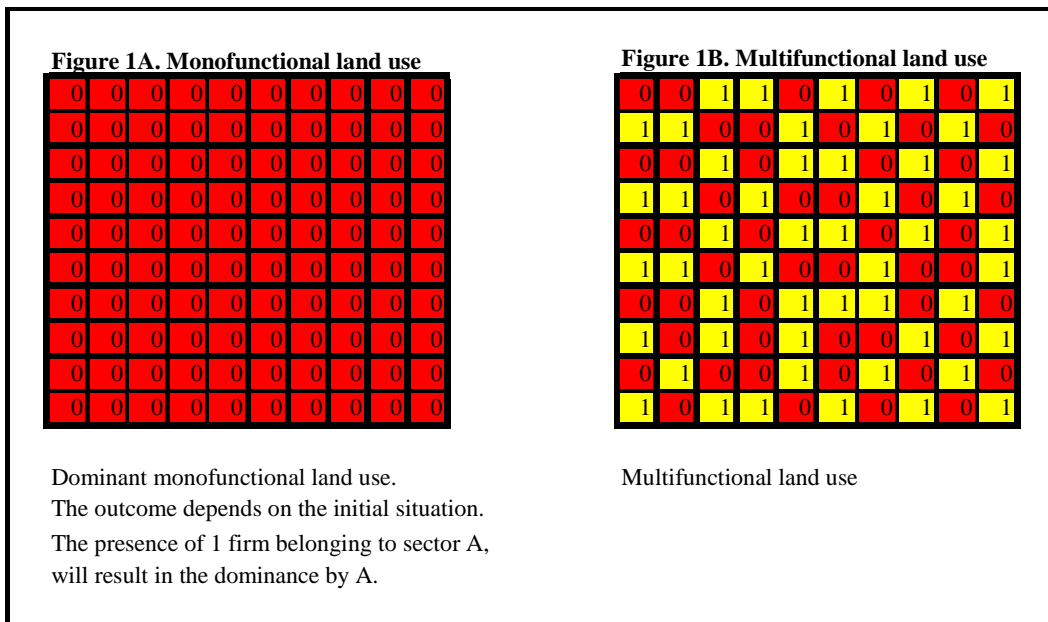 Figure 1A. Monofunctional land use
0 0 0 0 0 0 0 0 0 0
0 0 0 0 0 0 0 0 0 0
0 0 0 0 0 0 0 0 0 0
0 0 0 0 0 0 0 0 0 0
0 0 0 0 0 0 0 0 0 0
0 0 0 0 0 0 0 0 0 0
0 0 0 0 0 0 0 0 0 0
0 0 0 0 0 0 0 0 0 0
0 0 0 0 0 0 0 0 0 0
0 0 0 0 0 0 0 0 0 0
Dominant monofunctional land use.
The outcome depends on the initial situation.
The presence of 1 firm belonging to sector A,
will result in the dominance by A.
Figure 1B. Multifunctional land use
0 0 1 1 0 1 0 1 0 1
1 1 0 0 1 0 1 0 1 0
0 0 1 0 1 1 0 1 0 1
1 1 0 1 0 0 1 0 1 0
0 0 1 0 1 1 0 1 0 1
1 1 0 1 0 0 1 0 0 1
0 0 1 0 1 1 1 0 1 0
1 0 1 0 1 0 0 1 0 1
0 1 0 0 1 0 1 0 1 0
1 0 1 1 0 1 0 1 0 1
Multifunctional land use